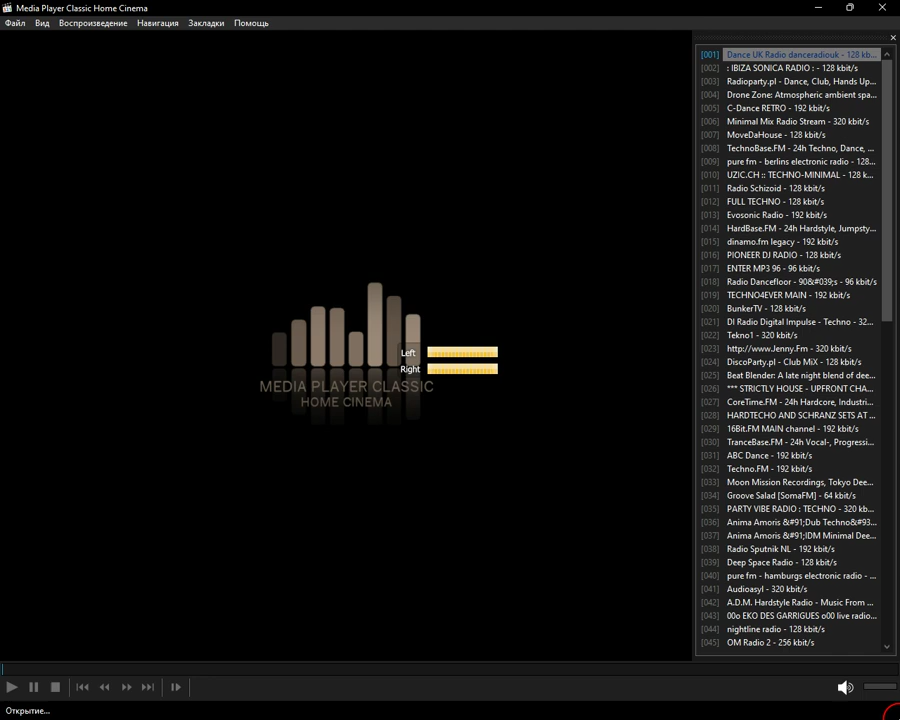 Media Player Classic Home Cinema
Файл Вид Воспроизведение Навигация Закладки Помощь
[001] Dance UK Radio danceradiouk - 128 kb...
[002] : IBIZA SONICA RADIO : - 128 kbit/s
[003] Radioparty.pl - Dance, Club, Hands Up...
[004] Drone Zone: Atmospheric ambient spa...
[005] C-Dance RETRO - 192 kbit/s
[006] Minimal Mix Radio Stream - 320 kbit/s
[007] MoveDaHouse - 128 kbit/s
[008] TechnoBase.FM - 24h Techno, Dance, ...
[009] pure fm - berlins electronic radio - 128...
[010] UZIC.CH :: TECHNO-MINIMAL - 128 k...
[011] Radio Schizoid - 128 kbit/s
[012] FULL TECHNO - 128 kbit/s
[013] Evosonic Radio - 192 kbit/s
[014] HardBase.FM - 24h Hardstyle, Jumpsty...
[015] dinamo.fm legacy - 192 kbit/s
[016] PIONEER DJ RADIO - 128 kbit/s
[017] ENTER MP3 96 - 96 kbit/s
[018] Radio Dancefloor - 90&#039;s - 96 kbit/s
[019] TECHNO4EVER MAIN - 192 kbit/s
[020] BunkerTV - 128 kbit/s
[021] DI Radio Digital Impulse - Techno - 32...
[022] Tekno1 - 320 kbit/s
[023] http://www.Jenny.Fm - 320 kbit/s
[024] DiscoParty.pl - Club MiX - 128 kbit/s
[025] Beat Blender: A late night blend of dee...
[026] *** STRICTLY HOUSE - UPFRONT CHA...
[027] CoreTime.FM - 24h Hardcore, Industri...
[028] HARDTECHO AND SCHRANZ SETS AT ...
[029] 16Bit.FM MAIN channel - 192 kbit/s
[030] TranceBase.FM - 24h Vocal-, Progressi...
[031] ABC Dance - 192 kbit/s
[032] Techno.FM - 192 kbit/s
[033] Moon Mission Recordings, Tokyo Dee...
[034] Groove Salad [SomaFM] - 64 kbit/s
[035] PARTY VIBE RADIO : TECHNO - 320 kb...
[036] Anima Amoris &#91;Dub Techno&#93...
[037] Anima Amoris &#91;IDM Minimal Dee...
[038] Radio Sputnik NL - 192 kbit/s
[039] Deep Space Radio - 128 kbit/s
[040] pure fm - hamburgs electronic radio - ...
[041] Audioasyl - 320 kbit/s
[042] A.D.M. Hardstyle Radio - Music From ...
[043] 00o EKO DES GARRIGUES o00 live radio...
[044] nightline radio - 128 kbit/s
[045] OM Radio 2 - 256 kbit/s
Left
Right
MEDIA PLAYER CLASSIC
HOME CINEMA
Открытие...